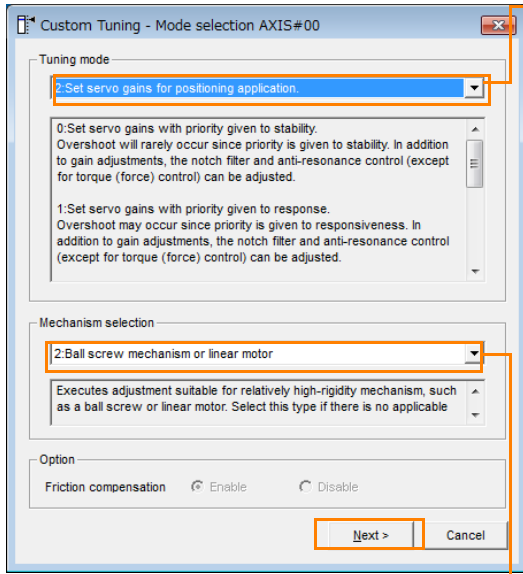 Custom Tuning - Mode selection AXIS#00
Tuning mode
2:Set servo gains for positioning application.
0:Set servo gains with priority given to stability.
Overshoot will rarely occur since priority is given to stability. In addition
to gain adjustments, the notch filter and anti-resonance control (except
for torque (force) control) can be adjusted.
1:Set servo gains with priority given to response.
Overshoot may occur since priority is given to responsiveness. In
addition to gain adjustments, the notch filter and anti-resonance control
(except for torque (force) control) can be adjusted.
Mechanism selection
2:Ball screw mechanism or linear motor
Executes adjustment suitable for relatively high-rigidity mechanism, such
as a ball screw or linear motor. Select this type if there is no applicable
Option
Friction compensation Enable Disable
Next > Cancel